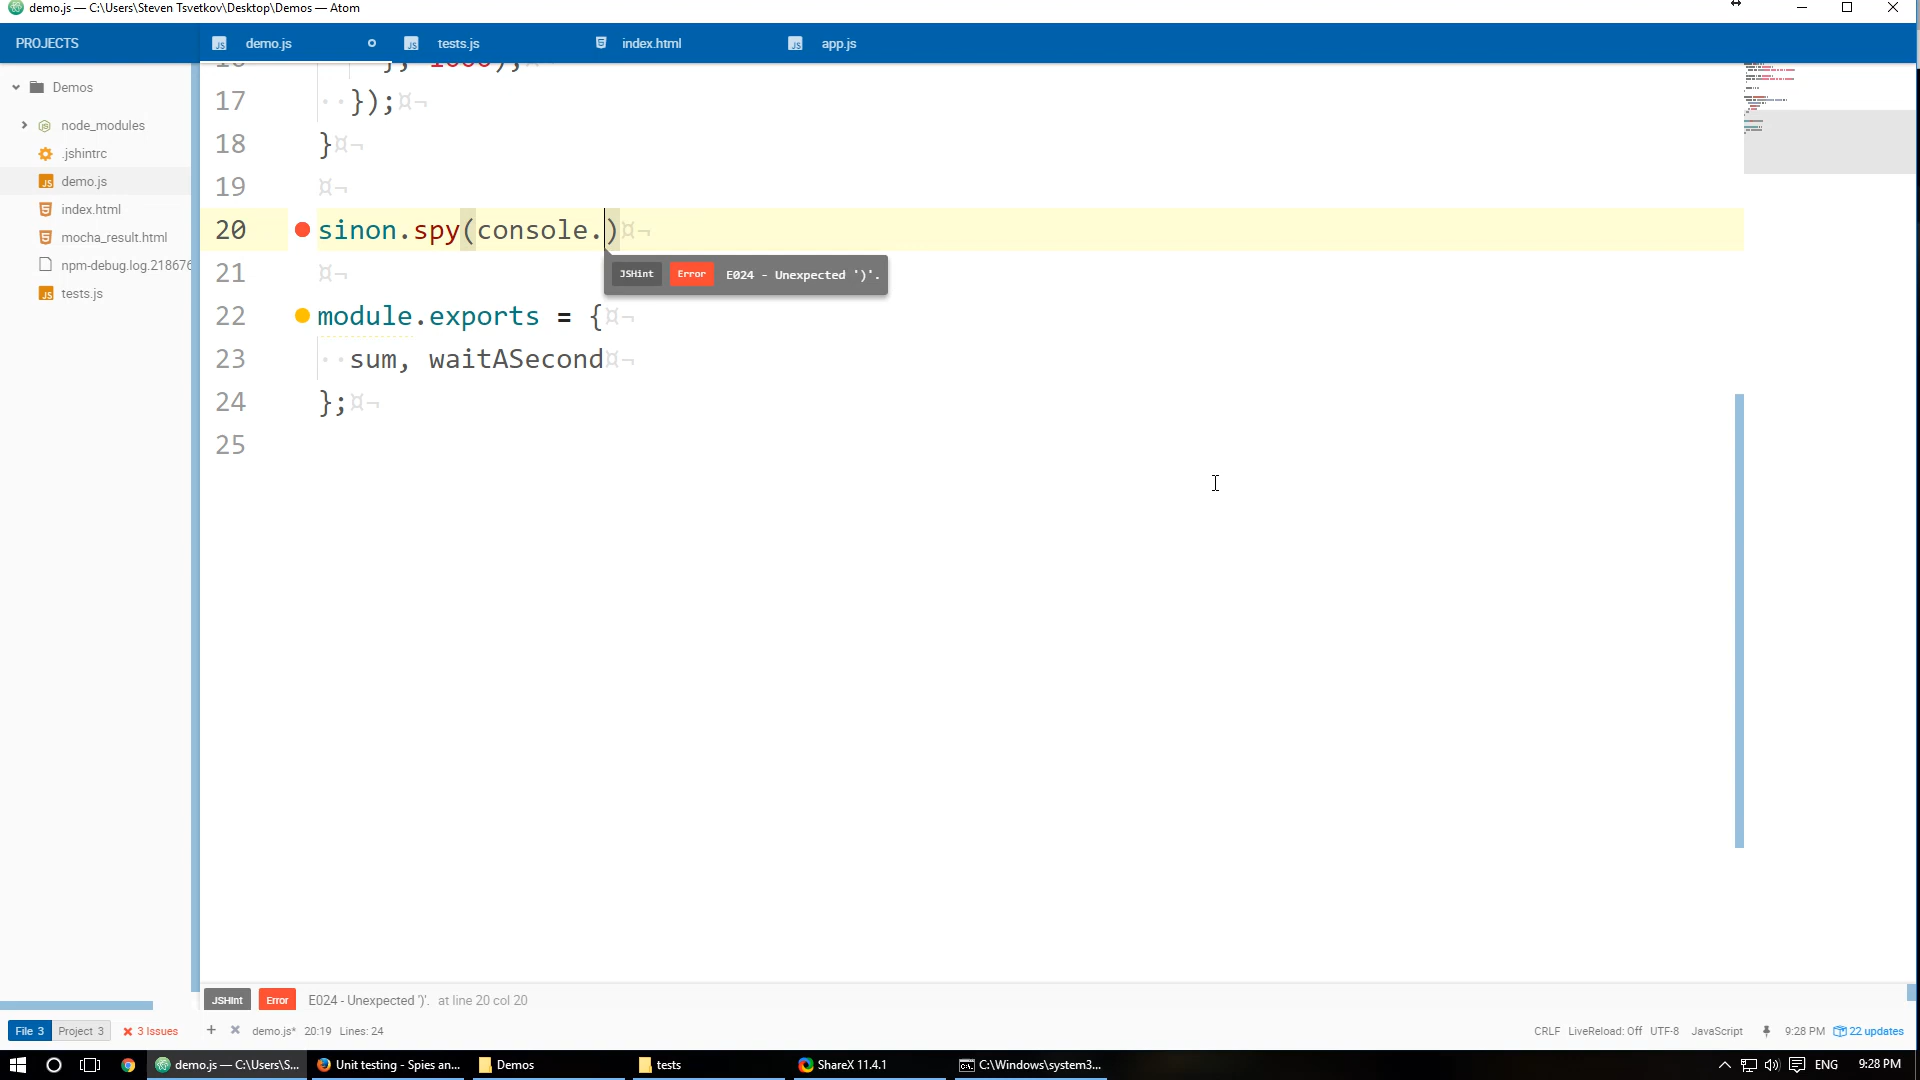 demo.js — C:\Users\Steven Tsvetkov\Desktop\Demos — Atom
PROJECTS
demo.js
tests.js
index.html
app.js
Demos
node_modules
.jshintrc
demo.js
index.html
mocha_result.html
npm-debug.log.218676
tests.js
17 ··});¤¬
18 }¤¬
19 ¤¬
20 sinon.spy(console.)¤¬
21 ¤¬
JSHint Error E024 - Unexpected ')'.
22 module.exports = {¤¬
23 ··sum, waitASecond¤¬
24 };¤¬
25
JSHint Error E024 - Unexpected ')'. at line 20 col 20
File 3 Project 3 3 Issues + demo.js* 20:19 Lines: 24
CRLF LiveReload: Off UTF-8 JavaScript 9:28 PM 22 updates
demo.js — C:\Users\S...
Unit testing - Spies an...
Demos
tests
ShareX 11.4.1
C:\Windows\system3...
ENG
9:28 PM